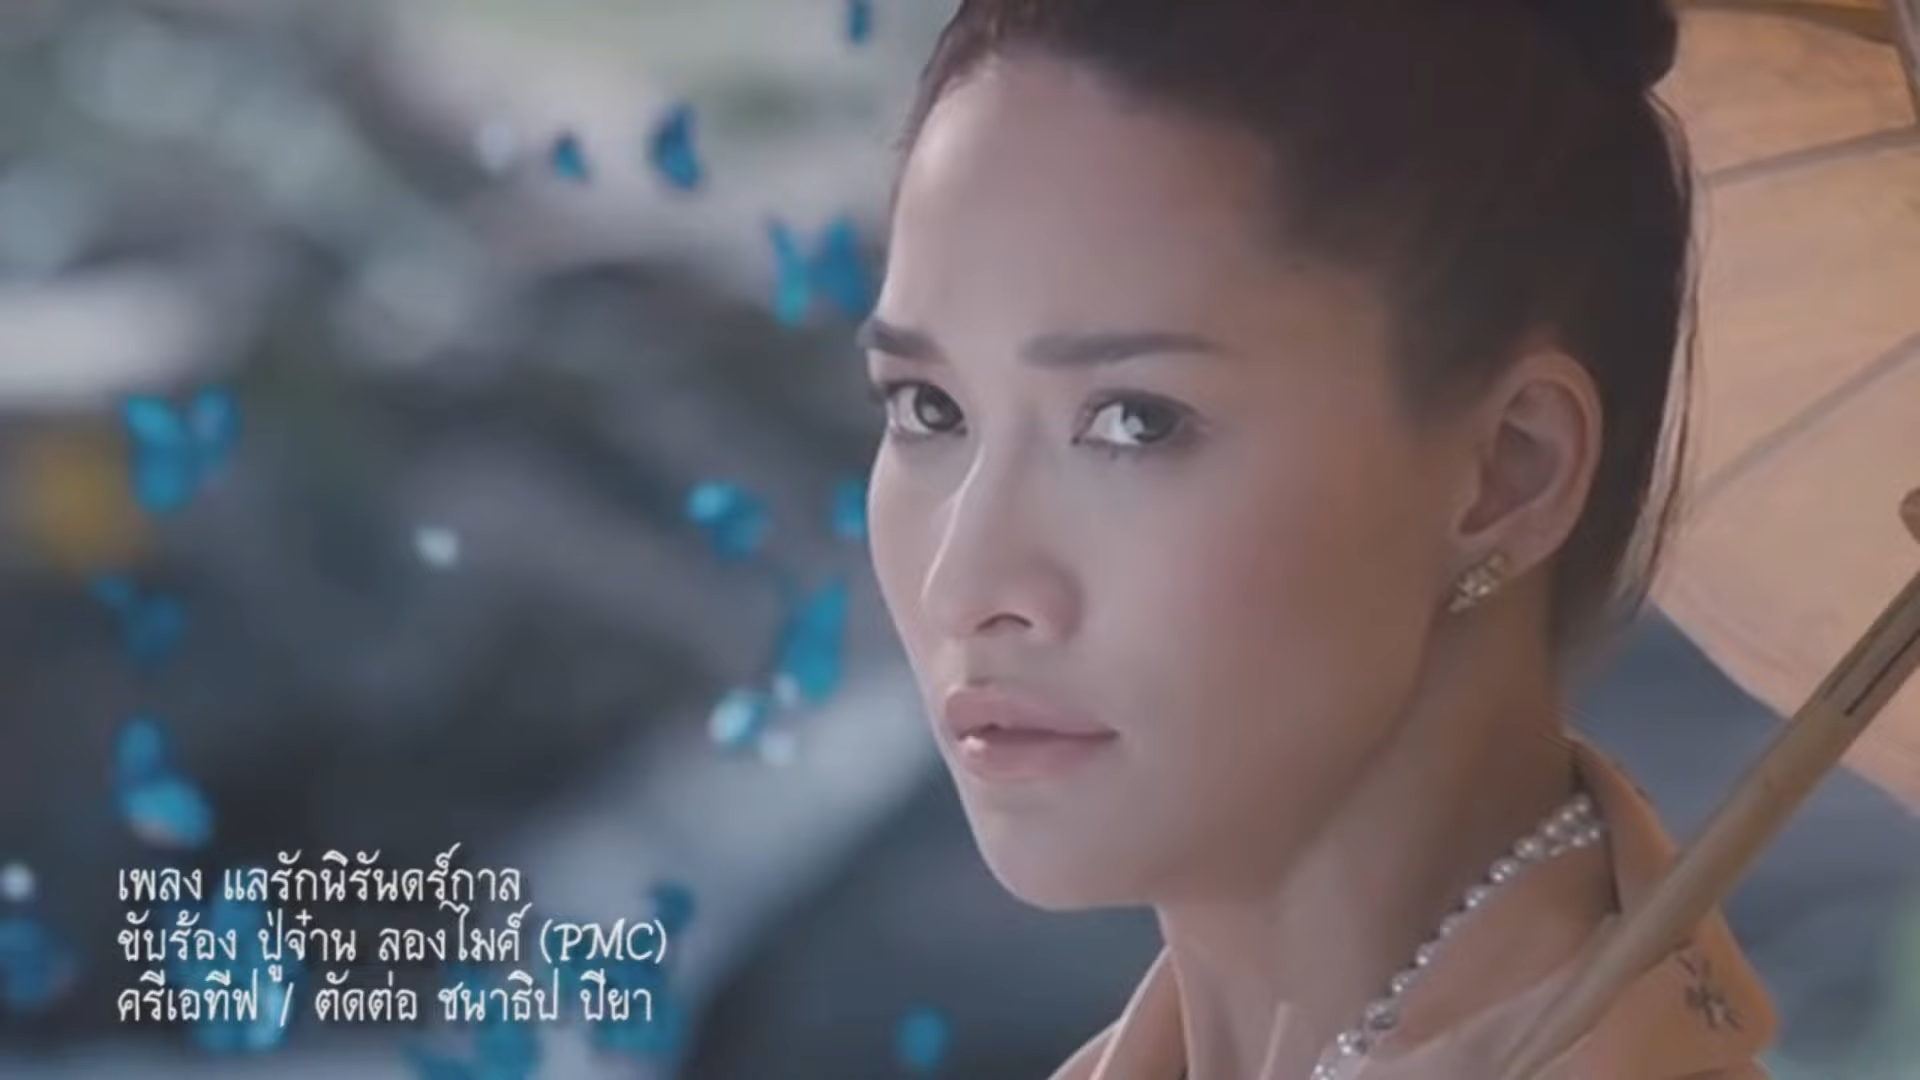 เพลง แลรักนิรันดร์กาล
ขับร้อง ปู่จ๋าน ลองไมค์ (PMC)
ครีเอทีฟ / ตัดต่อ ชนาธิป ปิยา